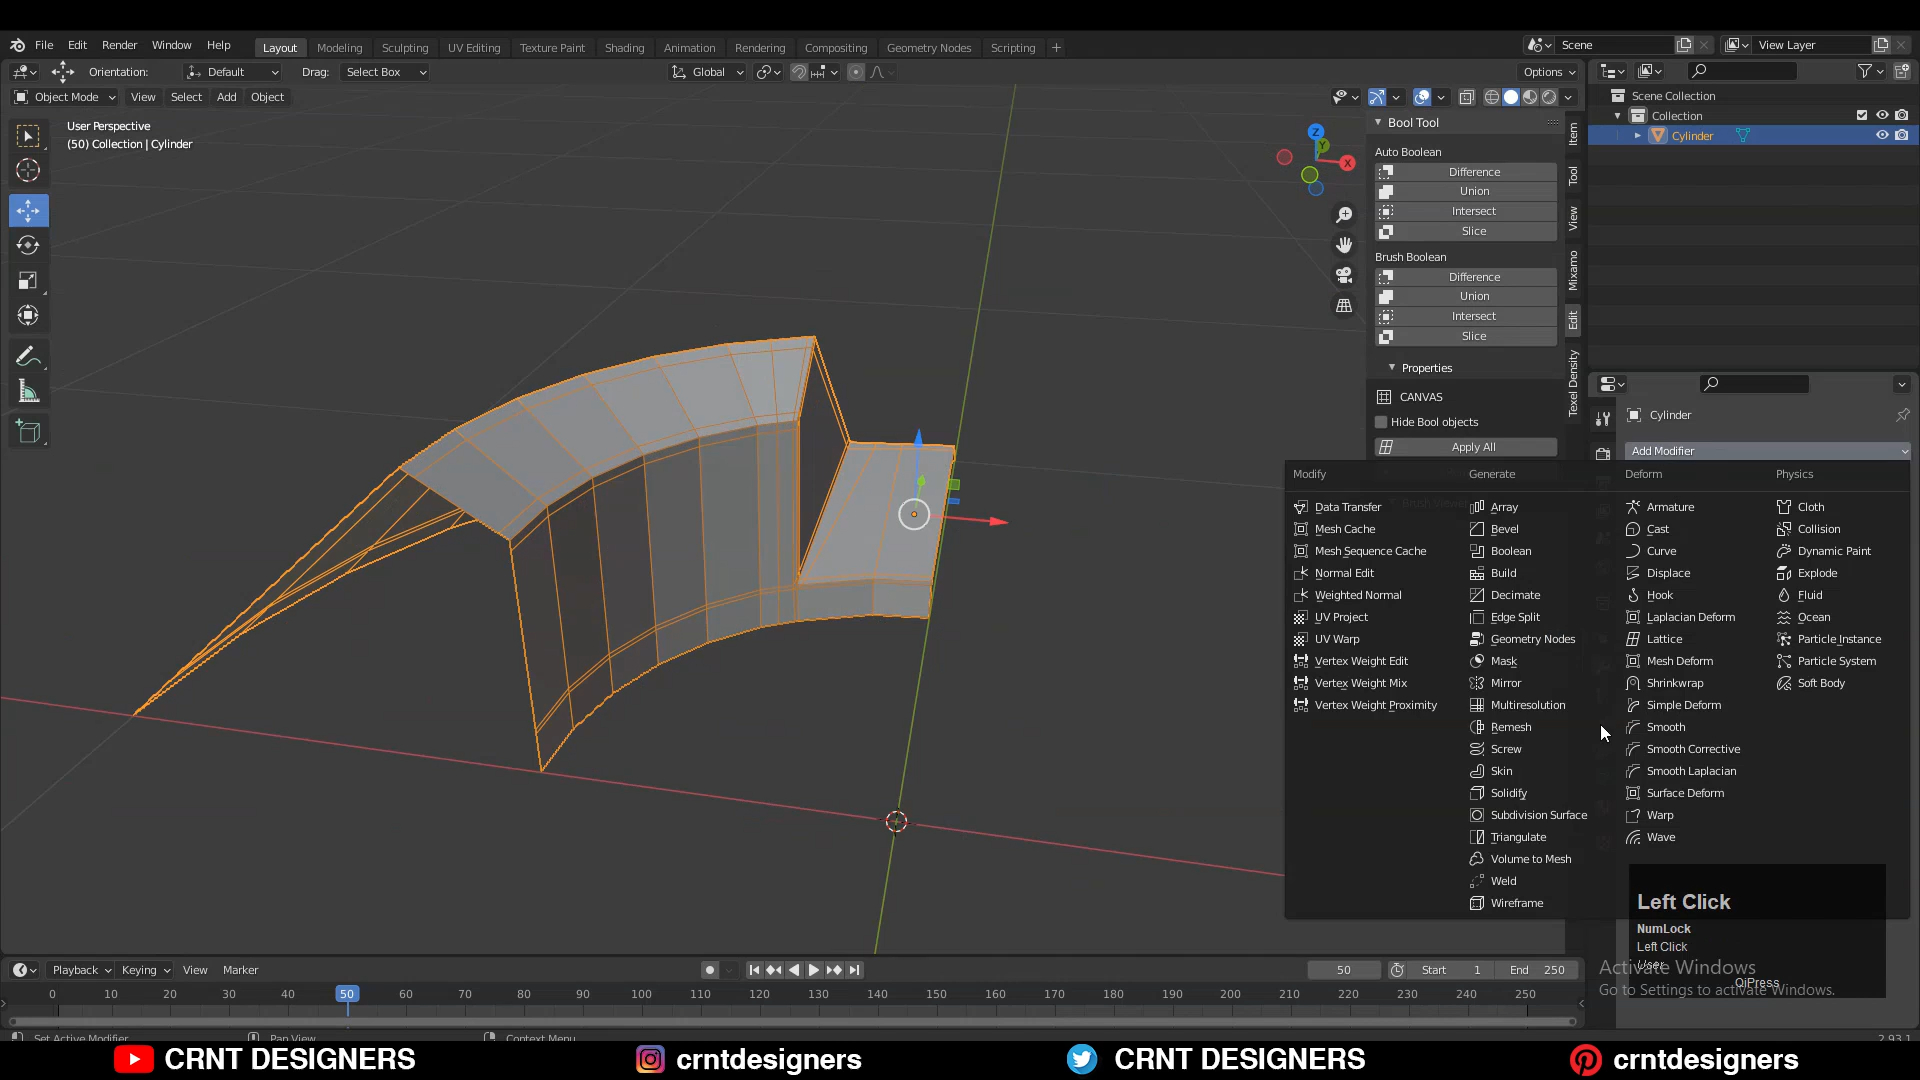 File Edit Render Window Help Layout Modeling Sculpting UV Editing Texture Paint Shading Animation Rendering Compositing Geometry Nodes Scripting + Scene View Layer
Orientation: Default Drag: Select Box Global Options
Object Mode View Select Add Object
User Perspective
(50) Collection | Cylinder
Z
Y
X
Bool Tool
Auto Boolean
Difference
Union
Intersect
Slice
Brush Boolean
Difference
Union
Intersect
Slice
Properties
CANVAS
Hide Bool objects
Apply All
Item
Tool
View
Mixamo
Edit
Texel Density
Scene Collection
Collection
Cylinder
Cylinder
Add Modifier
Modify
Data Transfer
Mesh Cache
Mesh Sequence Cache
Normal Edit
Weighted Normal
UV Project
UV Warp
Vertex Weight Edit
Vertex Weight Mix
Vertex Weight Proximity
Generate
Array
Bevel
Boolean
Build
Decimate
Edge Split
Geometry Nodes
Mask
Mirror
Multiresolution
Remesh
Screw
Skin
Solidify
Subdivision Surface
Triangulate
Volume to Mesh
Weld
Wireframe
Deform
Armature
Cast
Curve
Displace
Hook
Laplacian Deform
Lattice
Mesh Deform
Shrinkwrap
Simple Deform
Smooth
Smooth Corrective
Smooth Laplacian
Surface Deform
Warp
Wave
Physics
Cloth
Collision
Dynamic Paint
Explode
Fluid
Ocean
Particle Instance
Particle System
Soft Body
Left Click
NumLock
Left Click
User
QiPress
Activate Windows
Go to Settings to activate Windows.
Playback Keying View Marker 50 Start 1 End 250
0 10 20 30 40 50 60 70 80 90 100 110 120 130 140 150 160 170 180 190 200 210 220 230 240 250
Set Active Modifier Pan View Context Menu 2.93.1
CRNT DESIGNERS crntdesigners CRNT DESIGNERS crntdesigners